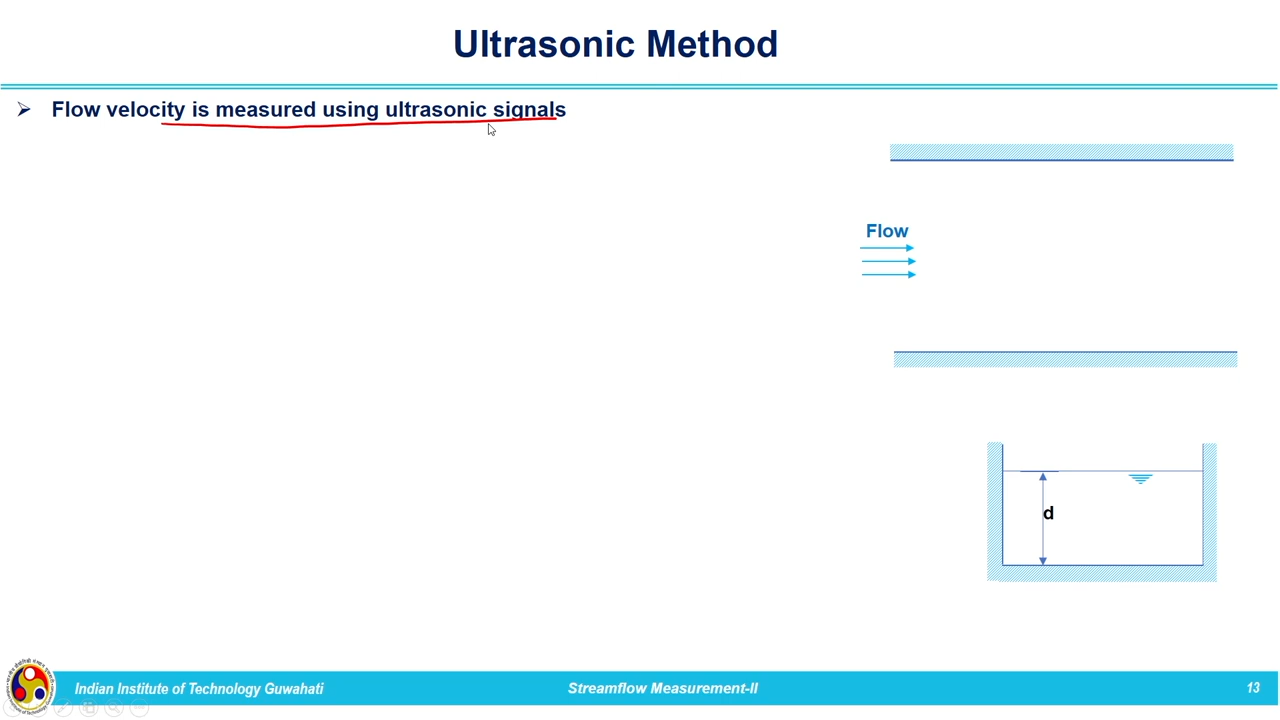 Ultrasonic Method
Flow velocity is measured using ultrasonic signals
Flow
d
Indian Institute of Technology Guwahati
Streamflow Measurement-II
13